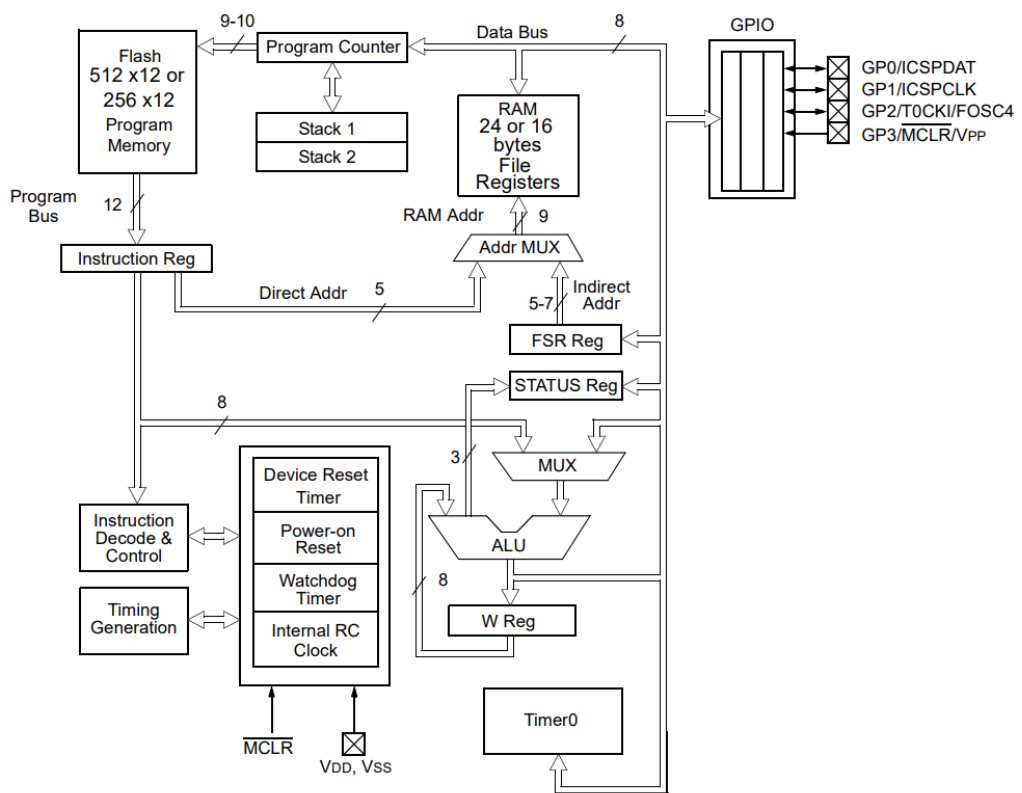 9-10
Program Counter
Data Bus
8
GPIO
Flash
512 x12 or
256 x12
Program
Memory
Stack 1
Stack 2
RAM
24 or 16
bytes
File
Registers
GP0/ICSPDAT
GP1/ICSPCLK
GP2/T0CKI/FOSC4
GP3/MCLR/VPP
Program
Bus
12
RAM Addr
9
Addr MUX
Instruction Reg
Direct Addr
5
5-7
Indirect
Addr
FSR Reg
STATUS Reg
8
3
MUX
Device Reset
Timer
Power-on
Reset
Watchdog
Timer
Internal RC
Clock
Instruction
Decode &
Control
ALU
8
Timing
Generation
W Reg
Timer0
MCLR
VDD, VSS